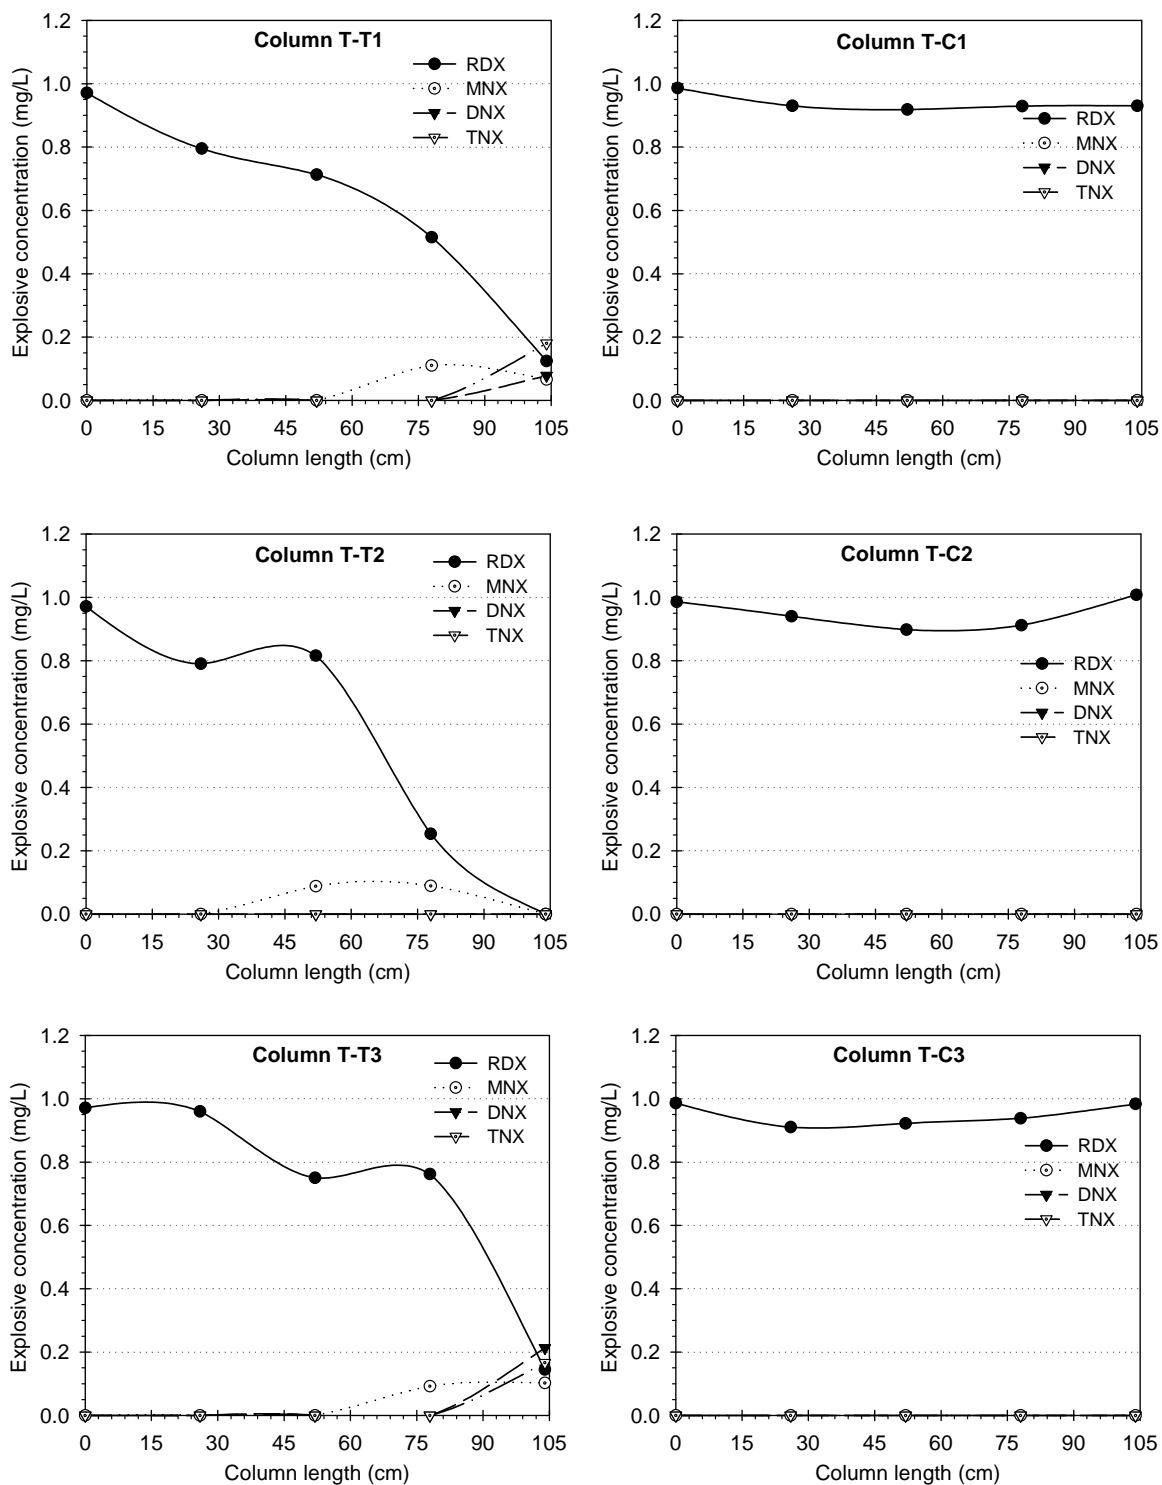 Column T-T1
RDX
MNX
DNX
TNX
Explosive concentration (mg/L)
1.2
1.0
0.8
0.6
0.4
0.2
0.0
0 15 30 45 60 75 90 105
Column length (cm)
Column T-C1
RDX
MNX
DNX
TNX
Explosive concentration (mg/L)
1.2
1.0
0.8
0.6
0.4
0.2
0.0
0 15 30 45 60 75 90 105
Column length (cm)
Column T-T2
RDX
MNX
DNX
TNX
Explosive concentration (mg/L)
1.2
1.0
0.8
0.6
0.4
0.2
0.0
0 15 30 45 60 75 90 105
Column length (cm)
Column T-C2
RDX
MNX
DNX
TNX
Explosive concentration (mg/L)
1.2
1.0
0.8
0.6
0.4
0.2
0.0
0 15 30 45 60 75 90 105
Column length (cm)
Column T-T3
RDX
MNX
DNX
TNX
Explosive concentration (mg/L)
1.2
1.0
0.8
0.6
0.4
0.2
0.0
0 15 30 45 60 75 90 105
Column length (cm)
Column T-C3
RDX
MNX
DNX
TNX
Explosive concentration (mg/L)
1.2
1.0
0.8
0.6
0.4
0.2
0.0
0 15 30 45 60 75 90 105
Column length (cm)